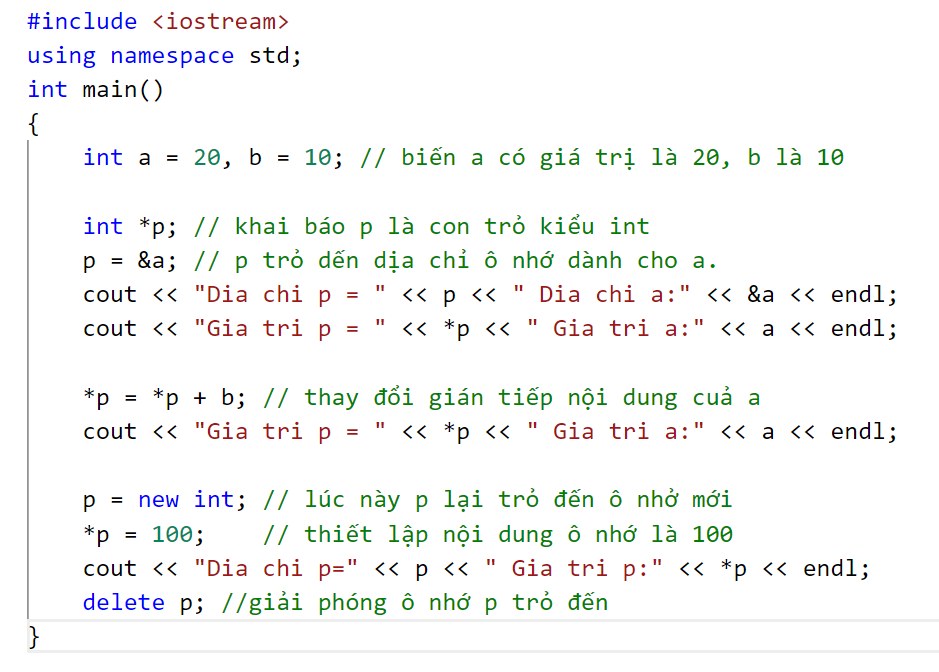 #include <iostream>
using namespace std;
int main()
{
int a = 20, b = 10; // biến a có giá trị là 20, b là 10
int *p; // khai báo p là con trỏ kiểu int
p = &a; // p trỏ dến dịa chỉ ô nhớ dành cho a.
cout << "Dia chi p = " << p << " Dia chi a:" << &a << endl;
cout << "Gia tri p = " << *p << " Gia tri a:" << a << endl;
*p = *p + b; // thay đổi gián tiếp nội dung cuả a
cout << "Gia tri p = " << *p << " Gia tri a:" << a << endl;
p = new int; // lúc này p lại trỏ đến ô nhở mới
*p = 100; // thiết lập nội dung ô nhớ là 100
cout << "Dia chi p=" << p << " Gia tri p:" << *p << endl;
delete p; //giải phóng ô nhớ p trỏ đến
}